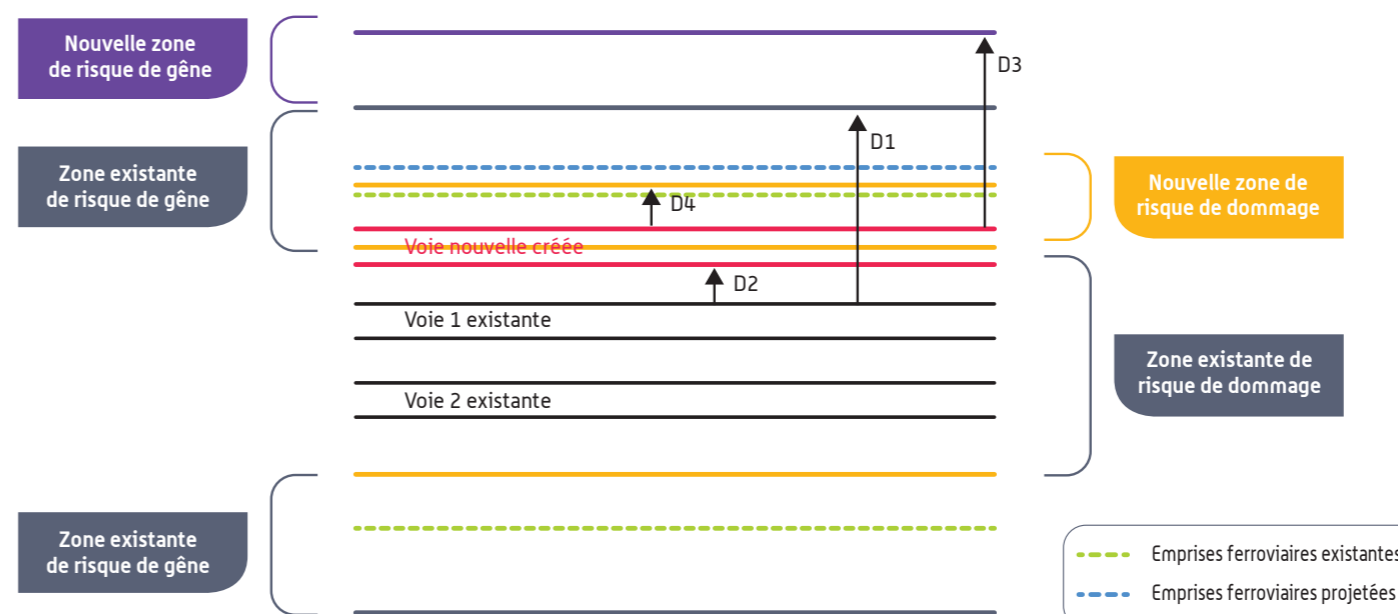 Nouvelle zone
de risque de gêne
D3
D1
Zone existante
de risque de gêne
Nouvelle zone de
risque de dommage
D4
Voie nouvelle créée
D2
Voie 1 existante
Zone existante de
risque de dommage
Voie 2 existante
Zone existante
de risque de gêne
Emprises ferroviaires existantes
Emprises ferroviaires projetées